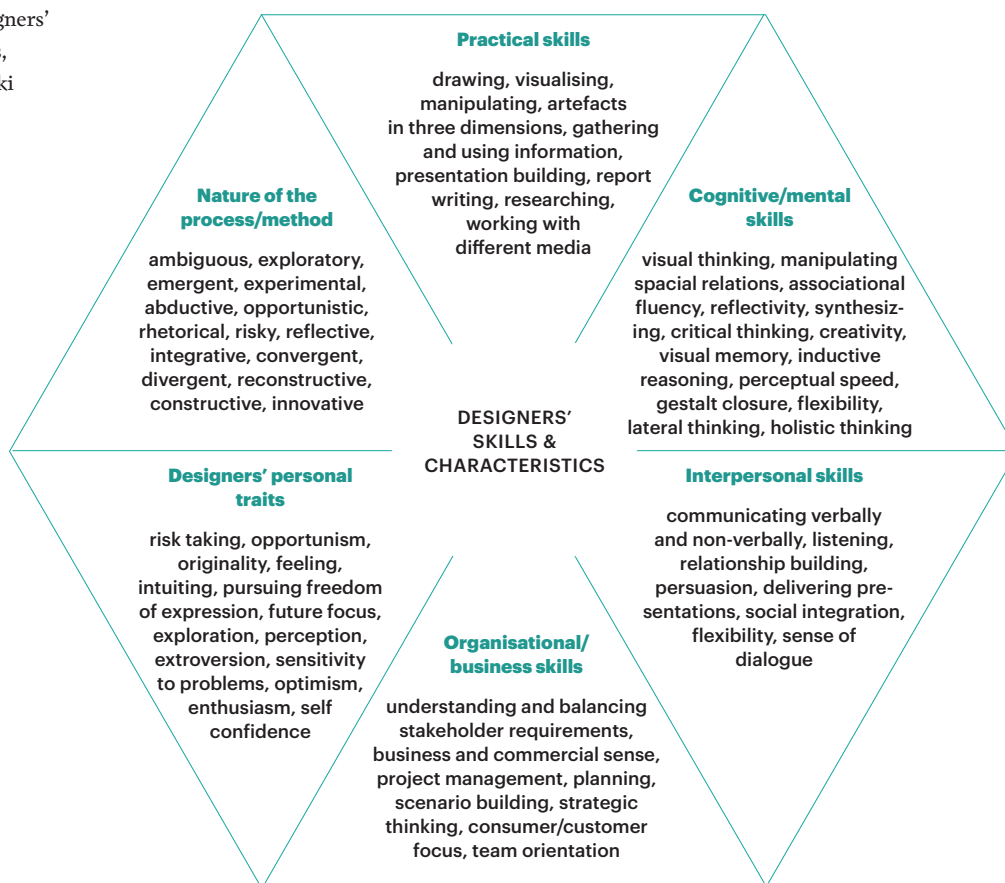 gners’
s,
ki
Practical skills
drawing, visualising,
manipulating, artefacts
in three dimensions, gathering
and using information,
presentation building, report
writing, researching,
working with
different media
Nature of the
process/method
ambiguous, exploratory,
emergent, experimental,
abductive, opportunistic,
rhetorical, risky, reflective,
integrative, convergent,
divergent, reconstructive,
constructive, innovative
Cognitive/mental
skills
visual thinking, manipulating
spacial relations, associational
fluency, reflectivity, synthesiz-
ing, critical thinking, creativity,
visual memory, inductive
reasoning, perceptual speed,
gestalt closure, flexibility,
lateral thinking, holistic thinking
DESIGNERS’
SKILLS &
CHARACTERISTICS
Designers’ personal
traits
risk taking, opportunism,
originality, feeling,
intuiting, pursuing freedom
of expression, future focus,
exploration, perception,
extroversion, sensitivity
to problems, optimism,
enthusiasm, self
confidence
Interpersonal skills
communicating verbally
and non-verbally, listening,
relationship building,
persuasion, delivering pre-
sentations, social integration,
flexibility, sense of
dialogue
Organisational/
business skills
understanding and balancing
stakeholder requirements,
business and commercial sense,
project management, planning,
scenario building, strategic
thinking, consumer/customer
focus, team orientation